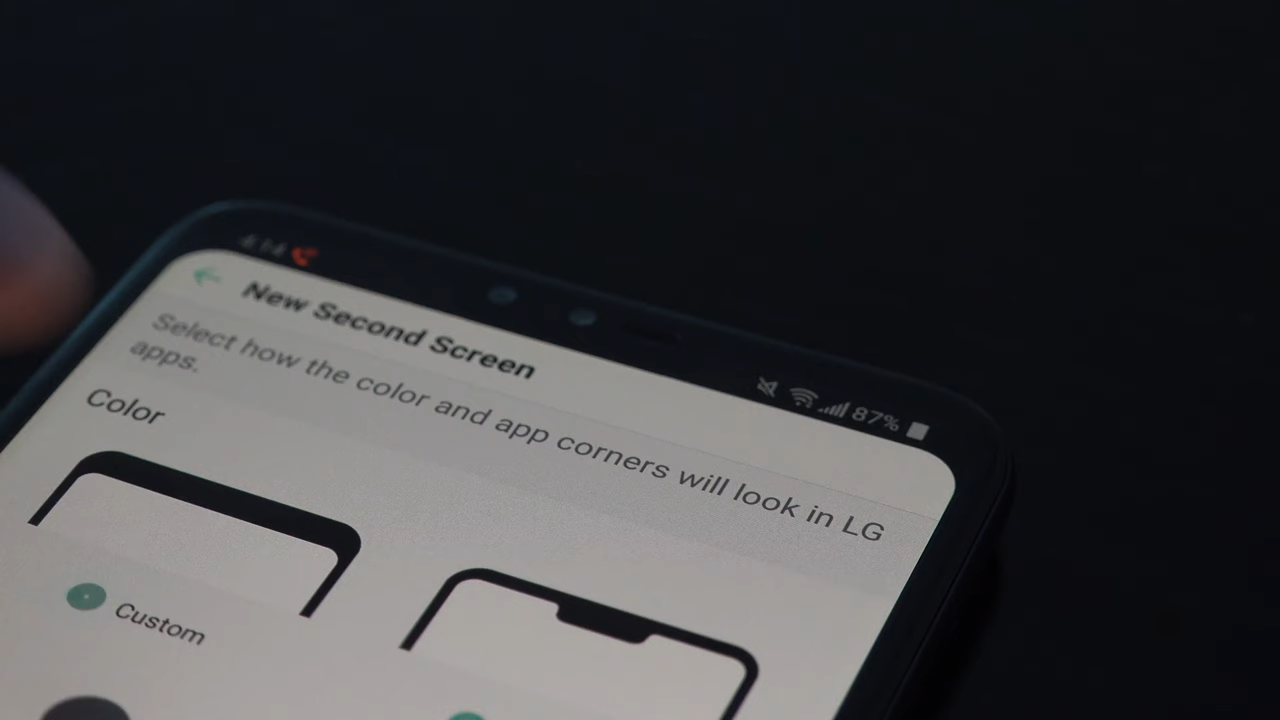 4:14
87%
New Second Screen
Select how the color and app corners will look in LG
apps.
Color
Custom